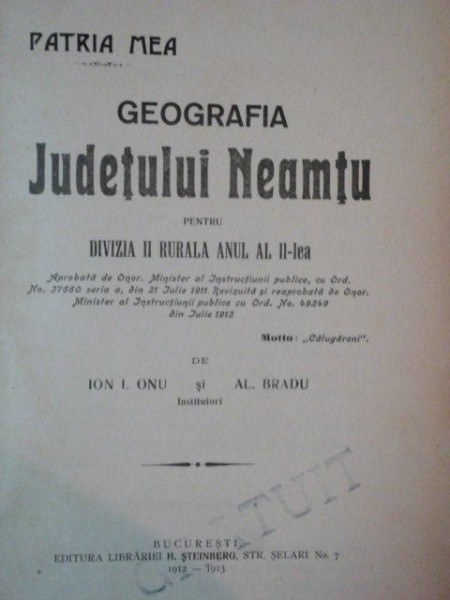 PATRIA MEA
GEOGRAFIA
Județului Neamțu
PENTRU
DIVIZIA II RURALA ANUL AL II-lea
Aprobată de Onor. Minister al Instrucțiunii publice, cu Ord.
No. 37560 seria a, din 21 Iulie 1911. Revizuită și reaprobată de Onor.
Minister al Instrucțiunii publice cu Ord. No. 49249
din Iulie 1912
Motto: „Călugăreni".
DE
ION I. ONU și AL. BRADU
Institutori
GRATUIT
BUCUREȘTI
EDITURA LIBRĂRIEI H. ȘTEINBERG, STR. ȘELARI No. 7
1912 — 1913